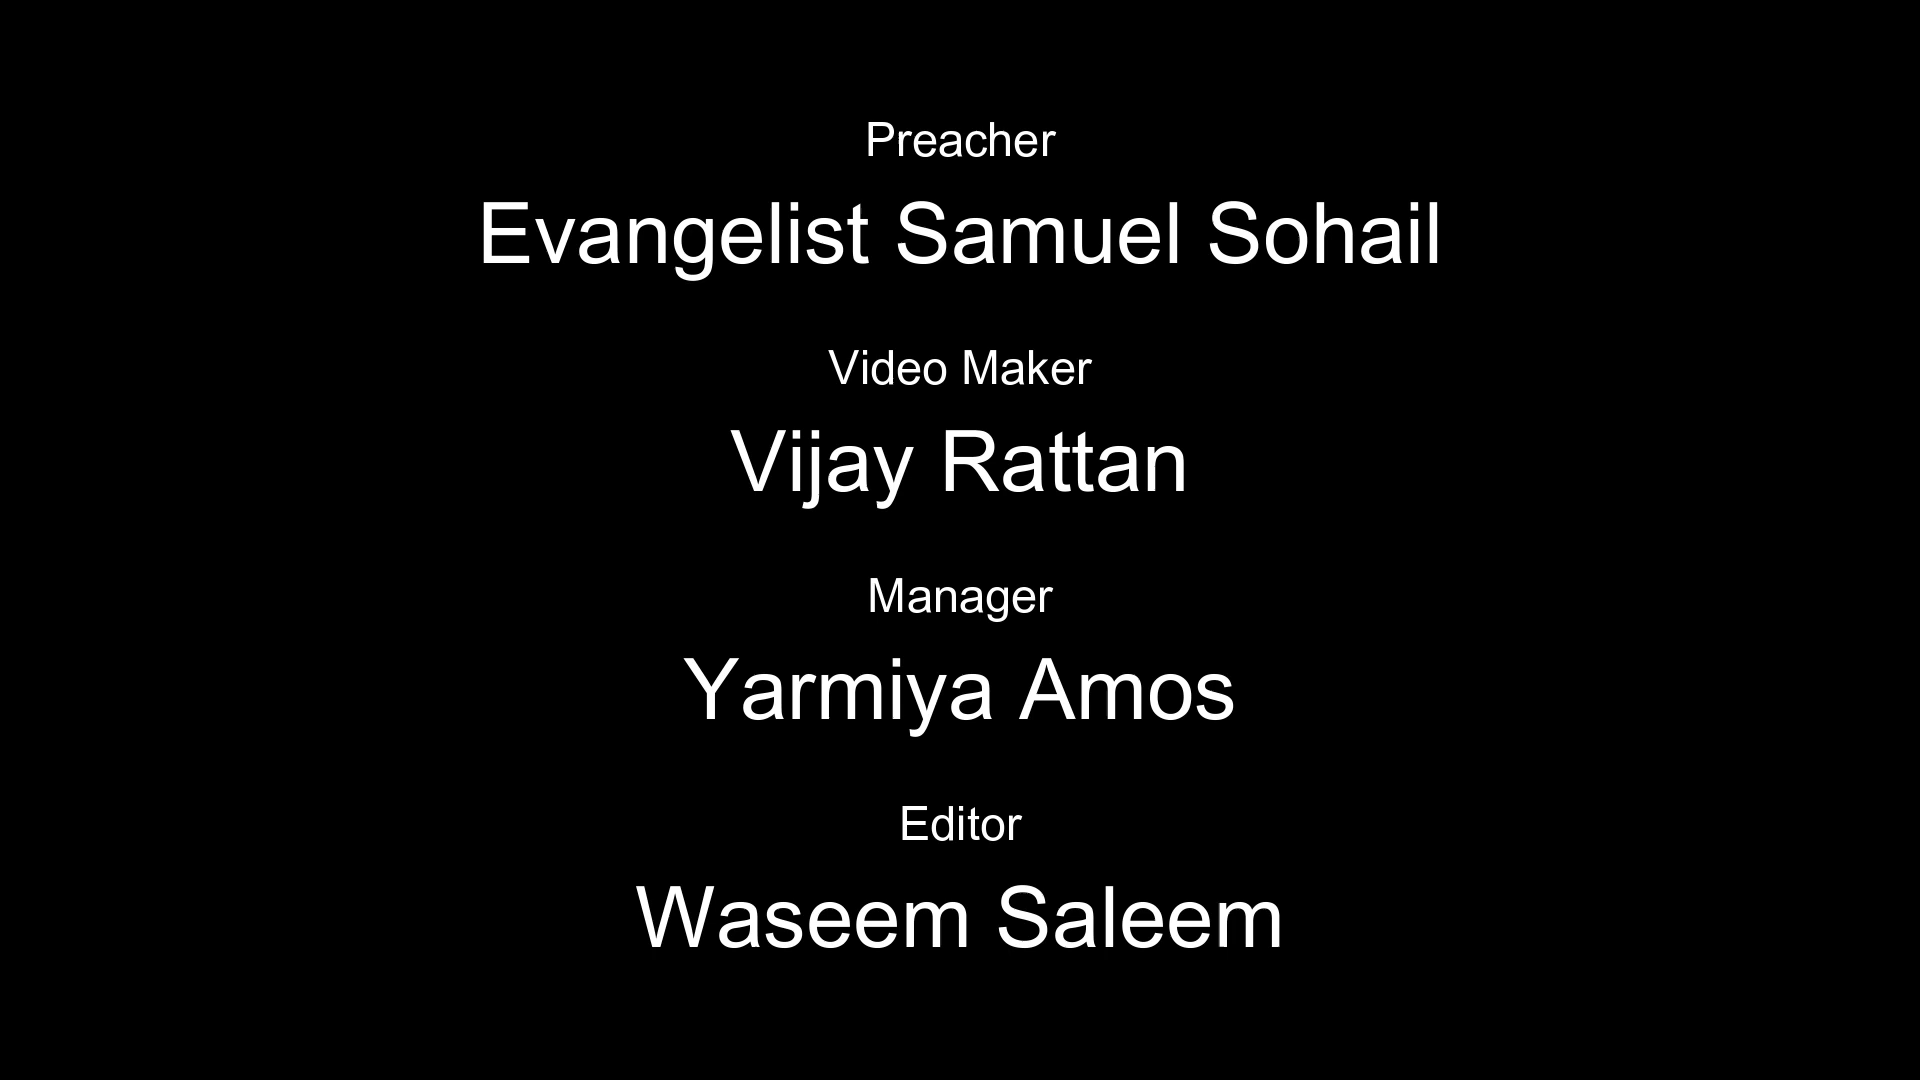 Preacher
Evangelist Samuel Sohail
Video Maker
Vijay Rattan
Manager
Yarmiya Amos
Editor
Waseem Saleem